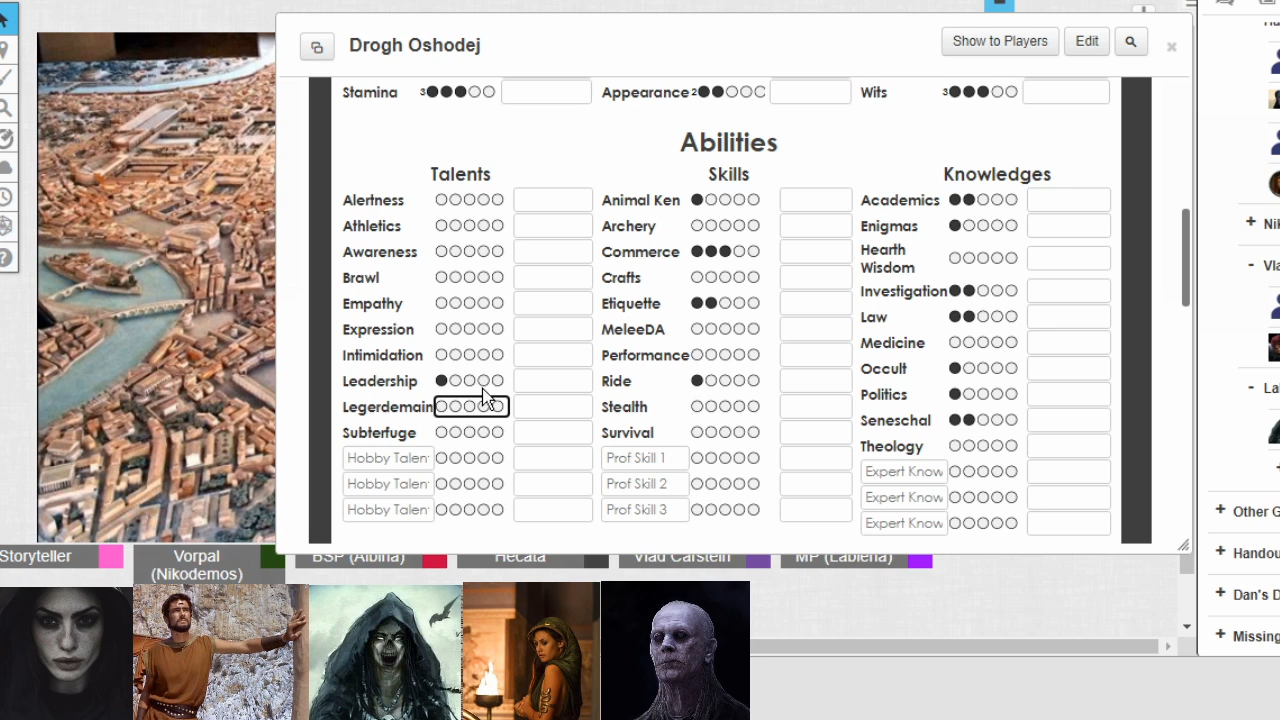 Drogh Oshodej
Show to Players
Edit
Stamina 3
Appearance 2
Wits 3
Abilities
Talents Skills Knowledges
Alertness Animal Ken Academics
Athletics Archery Enigmas
Awareness Commerce Hearth Wisdom
Brawl Crafts
Empathy Etiquette Investigation
Expression MeleeDA Law
Intimidation Performance Medicine
Leadership Ride Occult
Legerdemain Stealth Politics
Subterfuge Survival Seneschal
Theology
Hobby Talen Prof Skill 1 Expert Know
Hobby Talen Prof Skill 2 Expert Know
Hobby Talen Prof Skill 3 Expert Know
Storyteller
Vorpal
(Nikodemos)
BSP (Albina)
Hecata
Vlad Carstein
MP (Labiena)
+ Nik
- Vla
- La
+ Other G
+ Handou
+ Dan's D
+ Missing